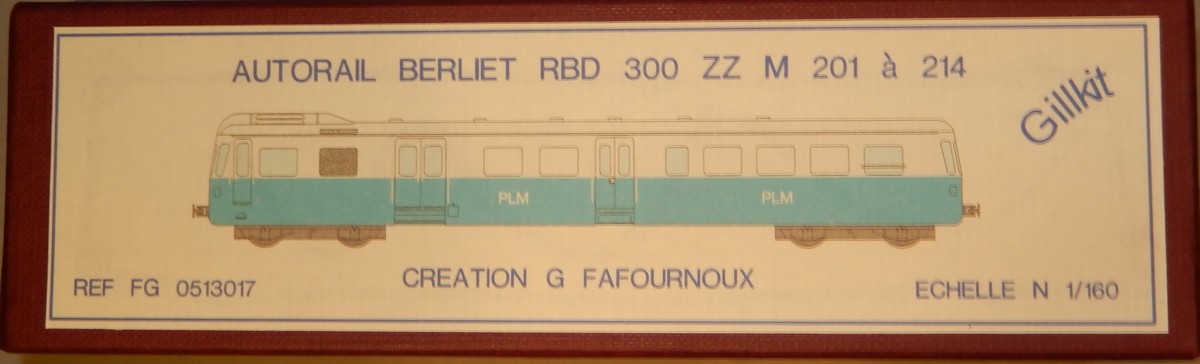 AUTORAIL BERLIET RBD 300 ZZ M 201 à 214
Gillkit
PLM PLM
REF FG 0513017
CREATION G FAFOURNOUX
ECHELLE N 1/160